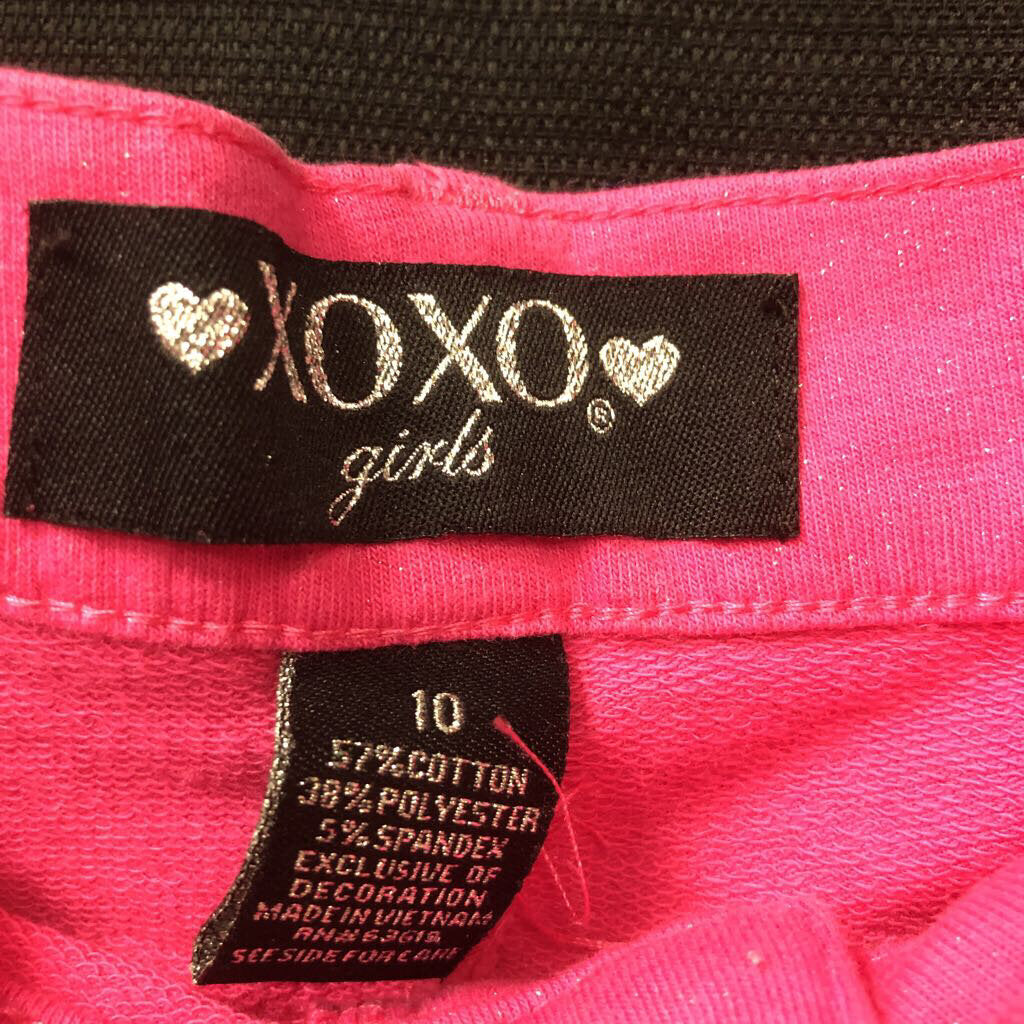 XOXO®
girls
10
57% COTTON
38% POLYESTER
5% SPANDEX
EXCLUSIVE OF
DECORATION
MADE IN VIETNAM
SEE SIDE FOR CARE